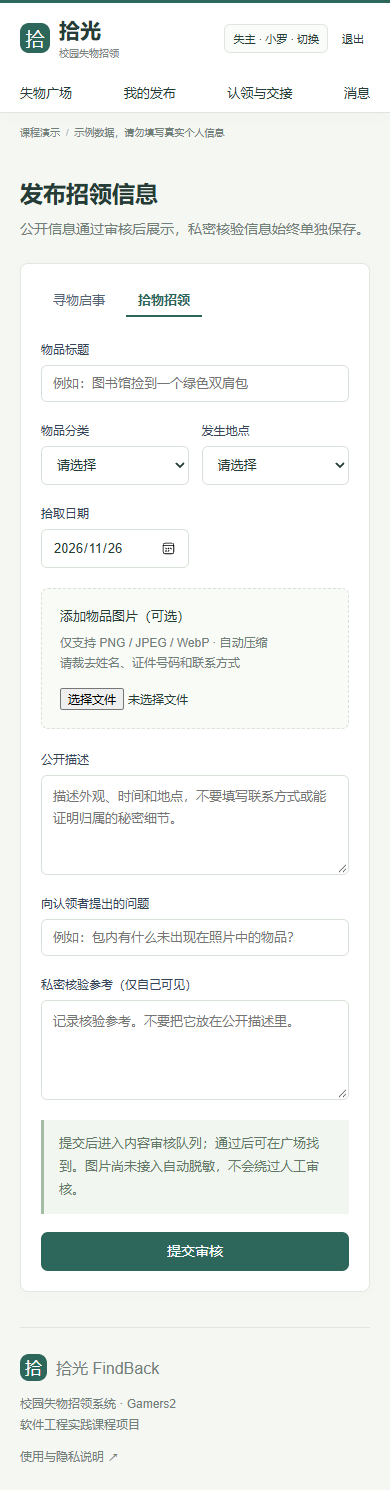 拾 拾光
校园失物招领
失主 · 小罗 · 切换 退出
失物广场 我的发布 认领与交接 消息
课程演示 / 示例数据，请勿填写真实个人信息
发布招领信息
公开信息通过审核后展示，私密核验信息始终单独保存。
寻物启事 拾物招领
物品标题
例如：图书馆捡到一个绿色双肩包
物品分类 发生地点
请选择 请选择
拾取日期
2026/11/26
添加物品图片（可选）
仅支持 PNG / JPEG / WebP · 自动压缩
请裁去姓名、证件号码和联系方式
选择文件 未选择文件
公开描述
描述外观、时间和地点，不要填写联系方式或能
证明归属的秘密细节。
向认领者提出的问题
例如：包内有什么未出现在照片中的物品？
私密核验参考（仅自己可见）
记录核验参考。不要把它放在公开描述里。
提交后进入内容审核队列；通过后可在广场找
到。图片尚未接入自动脱敏，不会绕过人工审
核。
提交审核
拾 拾光 FindBack
校园失物招领系统 · Gamers2
软件工程实践课程项目
使用与隐私说明 ↗